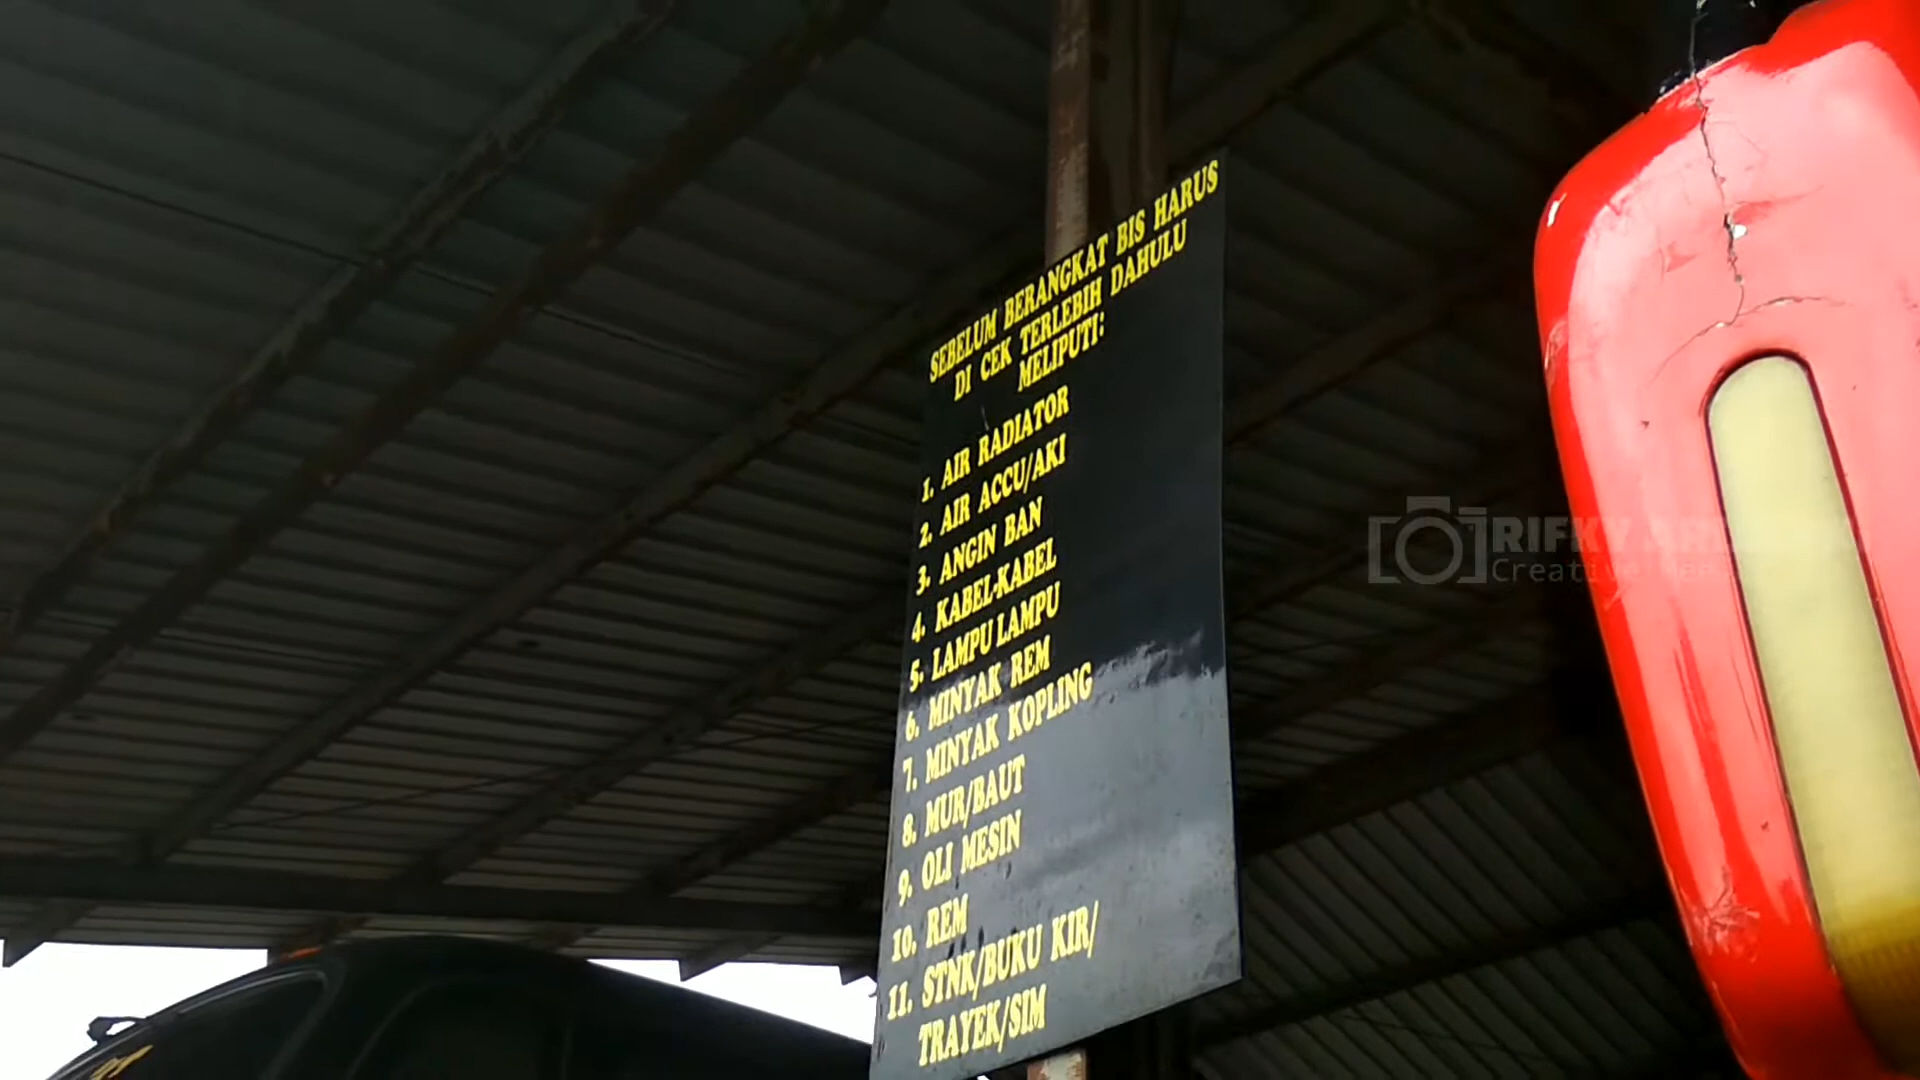 SEBELUM BERANGKAT BIS HARUS
DI CEK TERLEBIH DAHULU
MELIPUTI:
1. AIR RADIATOR
2. AIR ACCU/AKI
3. ANGIN BAN
4. KABEL-KABEL
5. LAMPU LAMPU
6. MINYAK REM
7. MINYAK KOPLING
8. MUR/BAUT
9. OLI MESIN
10. REM
11. STNK/BUKU KIR/
TRAYEK/SIM
RIFKY
Creative